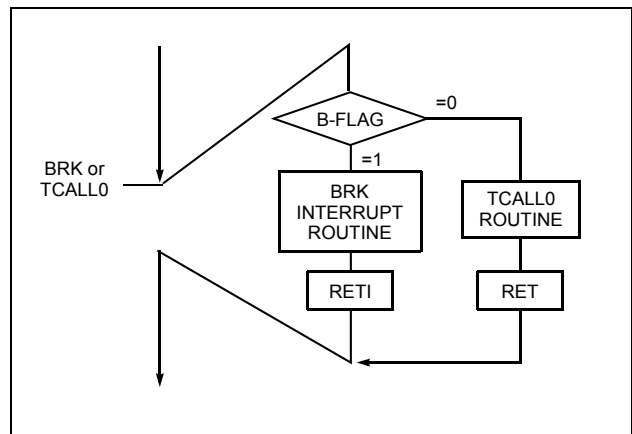 B-FLAG
=0
=1
BRK or
TCALL0
BRK
INTERRUPT
ROUTINE
TCALL0
ROUTINE
RETI
RET